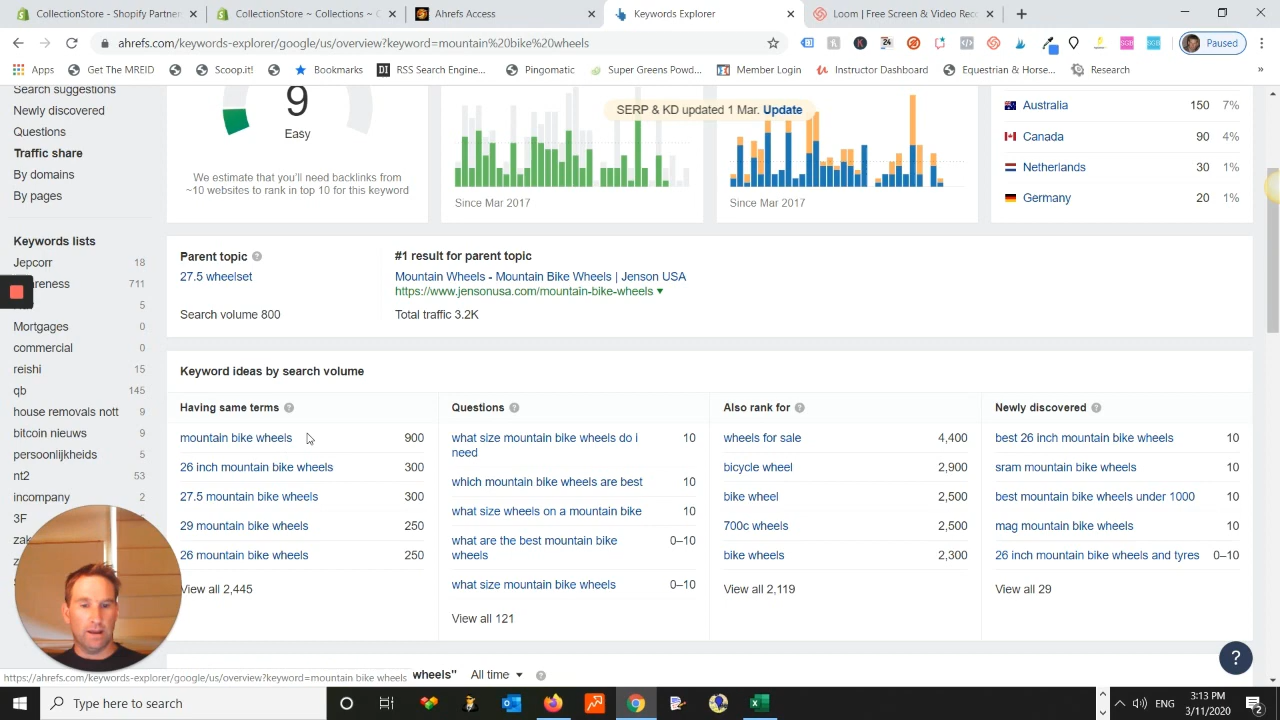 CollectionStore - Shopify Partner
CollectionStore ~ Collections ~ C
Ahrefs Access
Keywords Explorer
Loom | Free Screen & Video Reco
ahrefs.com/keywords-explorer/google/us/overview?keyword=mountain%20bike%20wheels
Paused
Apps
Get The MREID
Scoop.it!
Bookmarks
RSS Search Engine...
Pingomatic
Super Greens Powd...
Member Login
Instructor Dashboard
Equestrian & Horse...
Research
»
Search suggestions
Newly discovered
Questions
Traffic share
By domains
By pages
Keywords lists
Jepcorr 18
areness 711
5
Mortgages 0
commercial 0
reishi 15
qb 145
house removals nott 9
bitcoin nieuws 9
persoonlijkheids 5
nt2 53
incompany 2
3F
9
Easy
We estimate that you'll need backlinks from
~10 websites to rank in top 10 for this keyword
SERP & KD updated 1 Mar. Update
Since Mar 2017
Since Mar 2017
Australia 150 7%
Canada 90 4%
Netherlands 30 1%
Germany 20 1%
Parent topic
27.5 wheelset
Search volume 800
#1 result for parent topic
Mountain Wheels - Mountain Bike Wheels | Jenson USA
https://www.jensonusa.com/mountain-bike-wheels
Total traffic 3.2K
Keyword ideas by search volume
Having same terms
mountain bike wheels 900
26 inch mountain bike wheels 300
27.5 mountain bike wheels 300
29 mountain bike wheels 250
26 mountain bike wheels 250
View all 2,445
Questions
what size mountain bike wheels do i 10
need
which mountain bike wheels are best 10
what size wheels on a mountain bike 10
what are the best mountain bike 0–10
wheels
what size mountain bike wheels 0–10
View all 121
Also rank for
wheels for sale 4,400
bicycle wheel 2,900
bike wheel 2,500
700c wheels 2,500
bike wheels 2,300
View all 2,119
Newly discovered
best 26 inch mountain bike wheels 10
sram mountain bike wheels 10
best mountain bike wheels under 1000 10
mag mountain bike wheels 10
26 inch mountain bike wheels and tyres 0–10
View all 29
wheels" All time
https://ahrefs.com/keywords-explorer/google/us/overview?keyword=mountain bike wheels
Type here to search
ENG
3:13 PM
3/11/2020
2